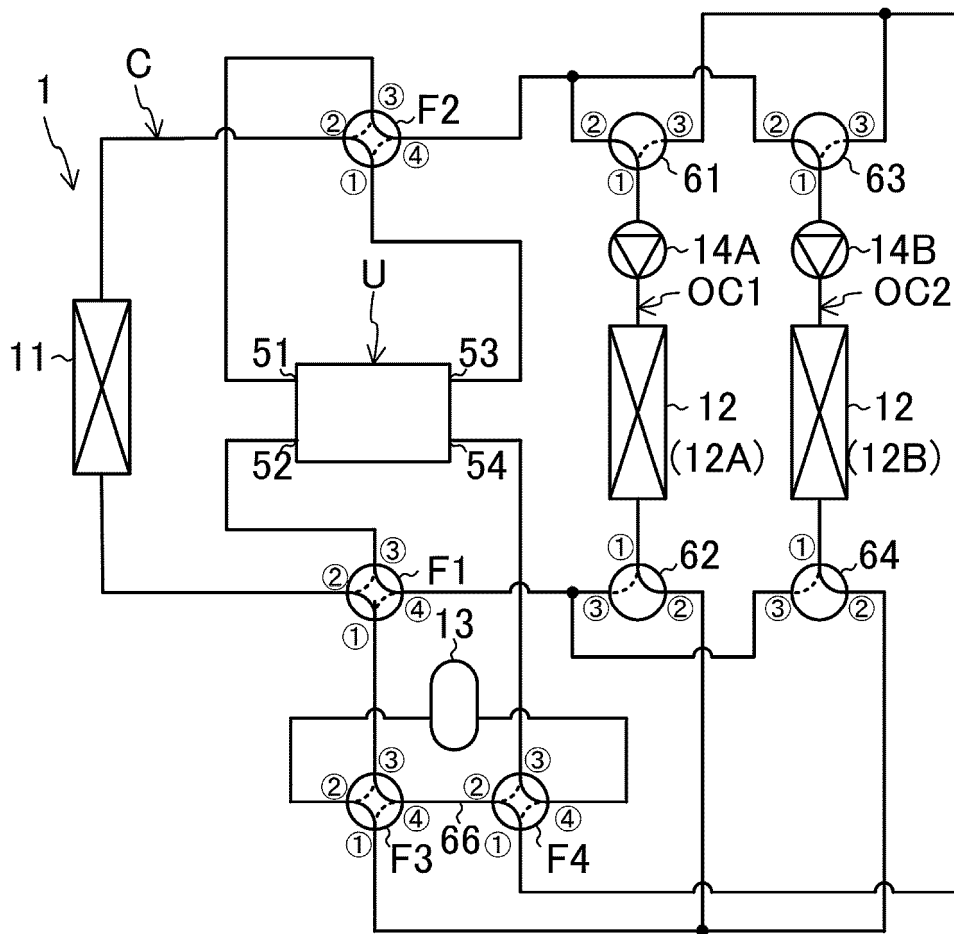 C
1
③
② F2
④
①
② ③
61
①
② ③
63
①
14A
14B
U
OC1
OC2
11
51 53
12
(12A)
12
(12B)
52 54
③
② F1
④
①
① 62
③ ②
① 64
③ ②
13
③
②
④
①
F3
66
③
②
④
①
F4